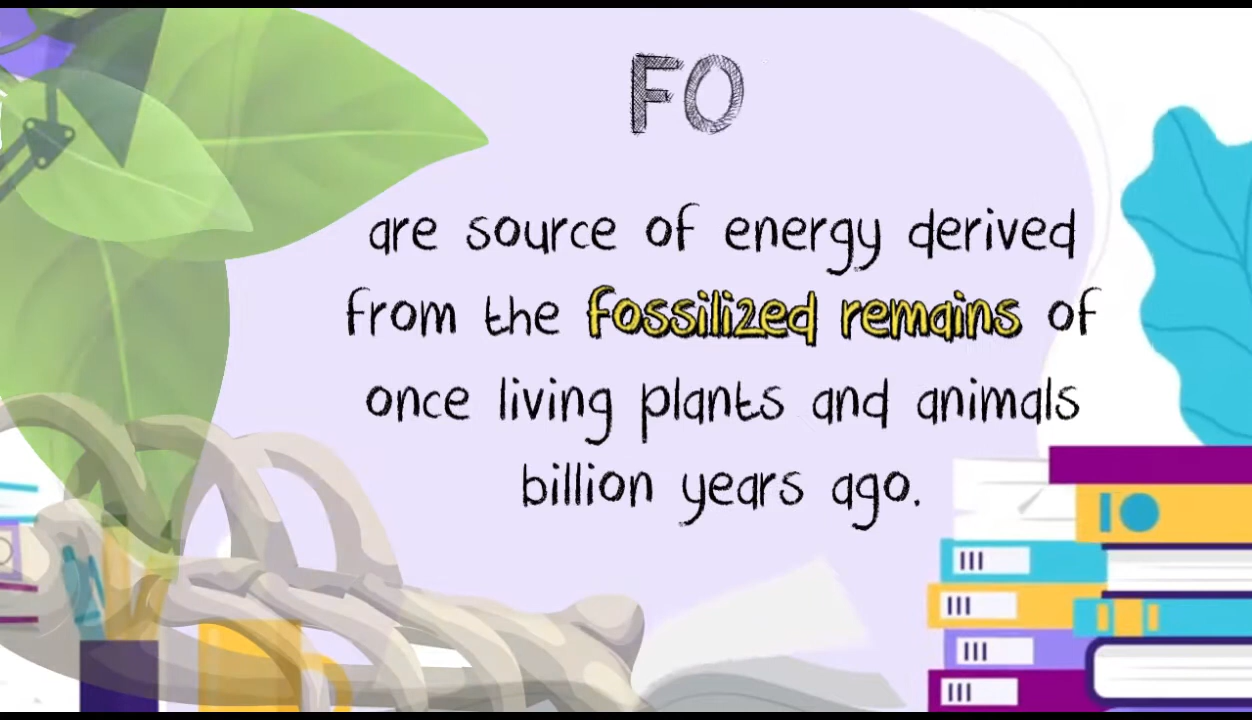 FO
are source of energy derived
from the fossilized remains of
once living plants and animals
billion years ago.